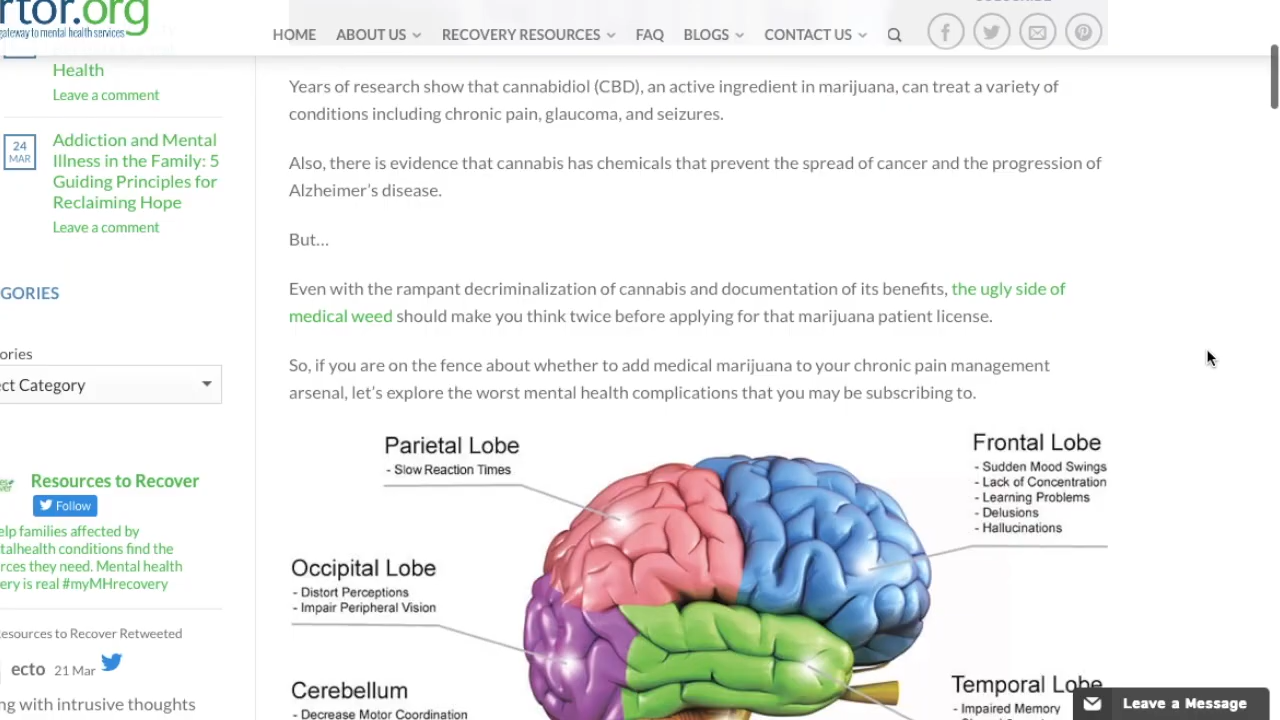 rtor.org
gateway to mental health services
HOME ABOUT US RECOVERY RESOURCES FAQ BLOGS CONTACT US
Health
Leave a comment
24
MAR
Addiction and Mental
Illness in the Family: 5
Guiding Principles for
Reclaiming Hope
Leave a comment
GORIES
ories
ct Category
Resources to Recover
Follow
elp families affected by
talhealth conditions find the
rces they need. Mental health
ery is real #myMHrecovery
esources to Recover Retweeted
ecto 21 Mar
ng with intrusive thoughts
Years of research show that cannabidiol (CBD), an active ingredient in marijuana, can treat a variety of
conditions including chronic pain, glaucoma, and seizures.
Also, there is evidence that cannabis has chemicals that prevent the spread of cancer and the progression of
Alzheimer's disease.
But...
Even with the rampant decriminalization of cannabis and documentation of its benefits, the ugly side of
medical weed should make you think twice before applying for that marijuana patient license.
So, if you are on the fence about whether to add medical marijuana to your chronic pain management
arsenal, let's explore the worst mental health complications that you may be subscribing to.
Parietal Lobe
- Slow Reaction Times
Frontal Lobe
- Sudden Mood Swings
- Lack of Concentration
- Learning Problems
- Delusions
- Hallucinations
Occipital Lobe
- Distort Perceptions
- Impair Peripheral Vision
Cerebellum
- Decrease Motor Coordination
Temporal Lobe
- Impaired Memory
Leave a Message